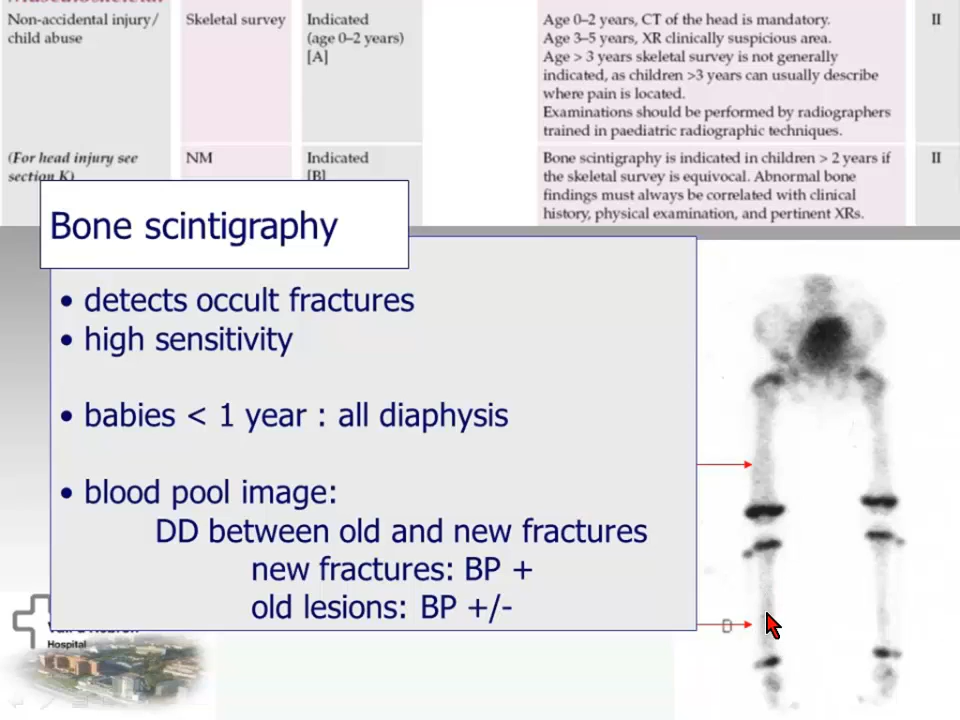 Non-accidental injury/
child abuse
Skeletal survey
Indicated
(age 0–2 years)
[A]
Age 0–2 years, CT of the head is mandatory.
Age 3–5 years, XR clinically suspicious area.
Age > 3 years skeletal survey is not generally
indicated, as children >3 years can usually describe
where pain is located.
Examinations should be performed by radiographers
trained in paediatric radiographic techniques.
II
(For head injury see
section K)
NM
Indicated
[B]
Bone scintigraphy is indicated in children > 2 years if
the skeletal survey is equivocal. Abnormal bone
findings must always be correlated with clinical
history, physical examination, and pertinent XRs.
II
Bone scintigraphy
• detects occult fractures
• high sensitivity
• babies < 1 year : all diaphysis
• blood pool image:
DD between old and new fractures
new fractures: BP +
old lesions: BP +/-
D
Hospital